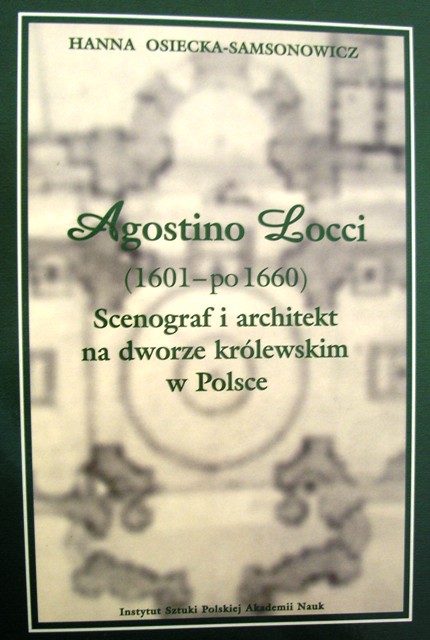 HANNA OSIECKA-SAMSONOWICZ
Agostino Locci
(1601–po 1660)
Scenograf i architekt
na dworze królewskim
w Polsce
Instytut Sztuki Polskiej Akademii Nauk